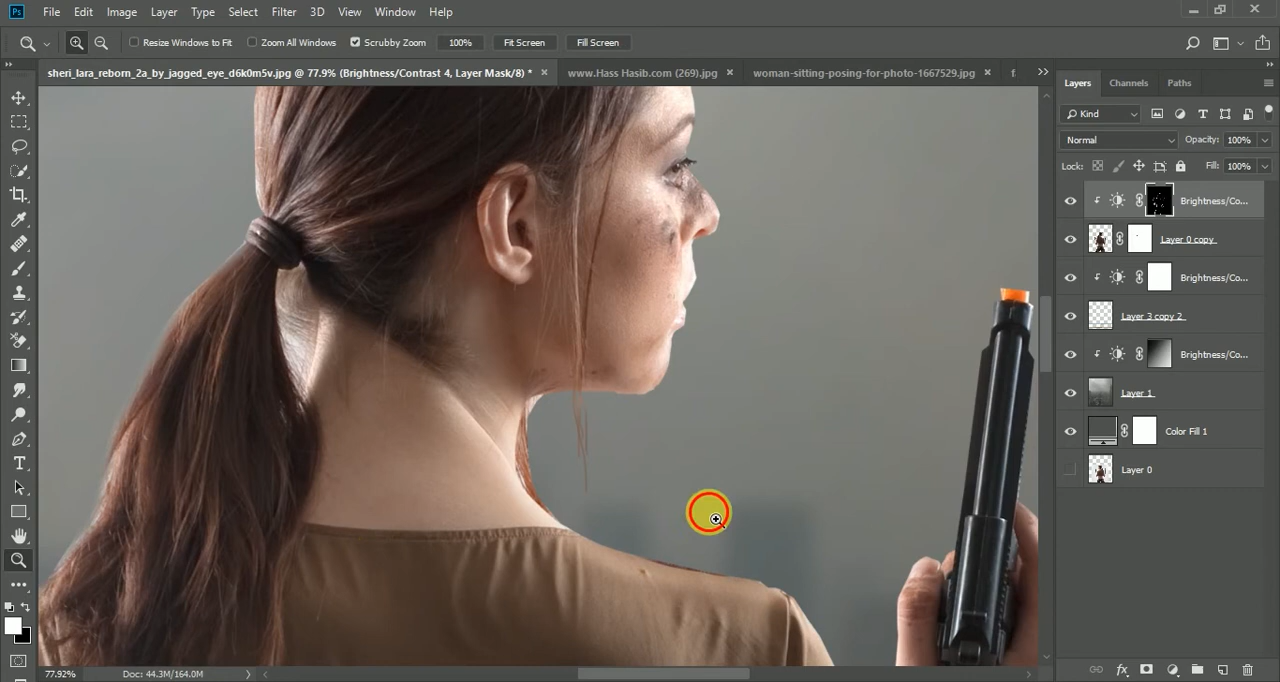 Ps File Edit Image Layer Type Select Filter 3D View Window Help
Resize Windows to Fit Zoom All Windows Scrubby Zoom 100% Fit Screen Fill Screen
sheri_lara_reborn_2a_by_jagged_eye_d6k0m5v.jpg @ 77.9% (Brightness/Contrast 4, Layer Mask/8) * × www.Hass Hasib.com (269).jpg × woman-sitting-posing-for-photo-1667529.jpg × f
Layers Channels Paths
Kind
Normal Opacity: 100%
Lock: Fill: 100%
Brightness/Co...
Layer 0 copy
Brightness/Co...
Layer 3 copy 2
Brightness/Co...
Layer 1
Color Fill 1
Layer 0
77.92% Doc: 44.3M/164.0M